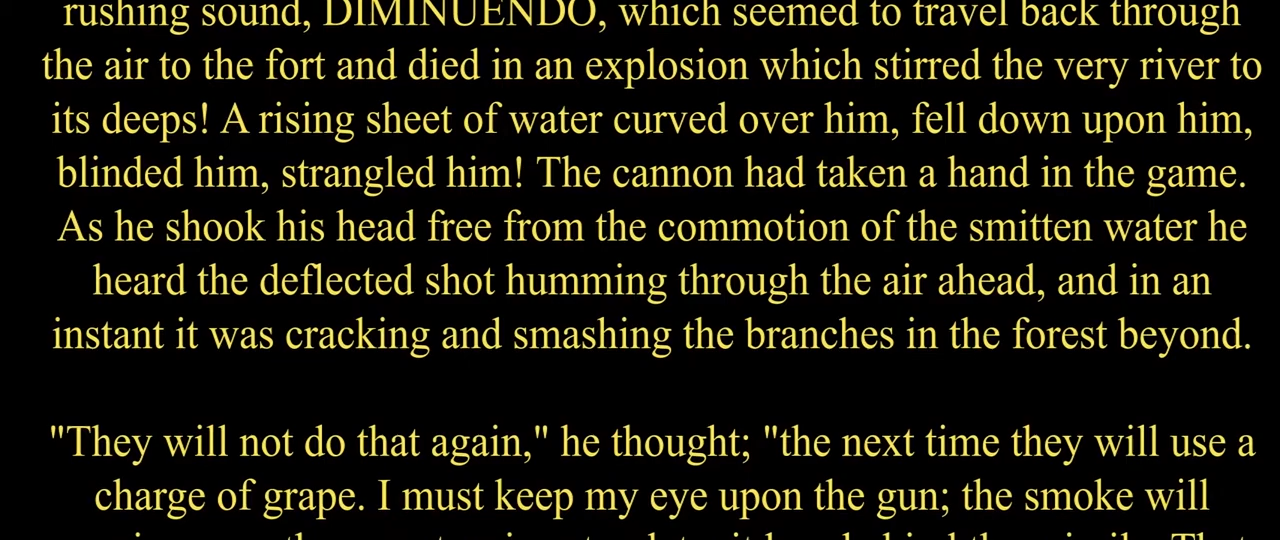 rushing sound, DIMINUENDO, which seemed to travel back through
the air to the fort and died in an explosion which stirred the very river to
its deeps! A rising sheet of water curved over him, fell down upon him,
blinded him, strangled him! The cannon had taken a hand in the game.
As he shook his head free from the commotion of the smitten water he
heard the deflected shot humming through the air ahead, and in an
instant it was cracking and smashing the branches in the forest beyond.
"They will not do that again," he thought; "the next time they will use a
charge of grape. I must keep my eye upon the gun; the smoke will